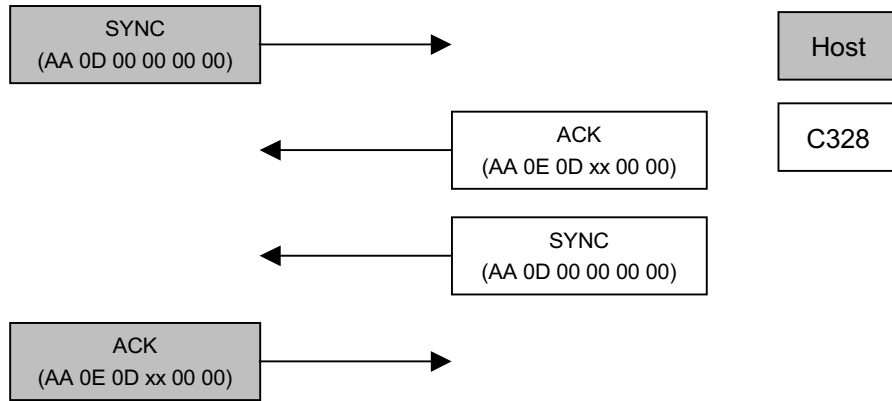 SYNC
(AA 0D 00 00 00 00)
Host
ACK
(AA 0E 0D xx 00 00)
C328
SYNC
(AA 0D 00 00 00 00)
ACK
(AA 0E 0D xx 00 00)